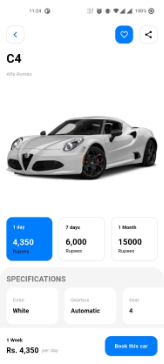 11:24
100%
C4
Alfa Romeo
1 day
7 days
1 Month
4,350
6,000
15000
Rupees
Rupees
Rupees
SPECIFICATIONS
Color
Gearbox
Seat
White
Automatic
4
1 Week
Rs. 4,350 per day
Book this car